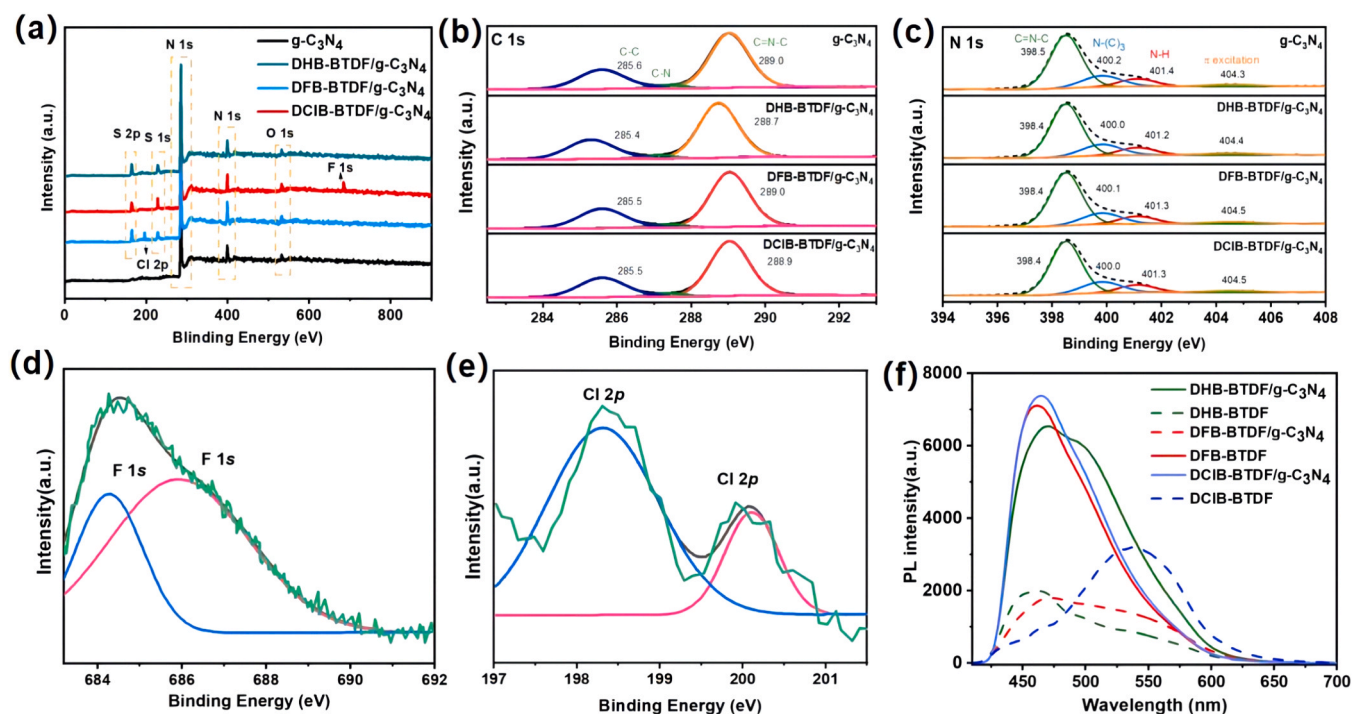 (a)
N 1s
g-C₃N₄
DHB-BTDF/g-C₃N₄
DFB-BTDF/g-C₃N₄
DClB-BTDF/g-C₃N₄
S 2p
S 1s
N 1s
O 1s
F 1s
Cl 2p
Intensity (a.u.)
0 200 400 600 800
Blinding Energy (eV)
(b)
C 1s
g-C₃N₄
C-C
C-N
C=N-C
285.6
289.0
DHB-BTDF/g-C₃N₄
285.4
288.7
DFB-BTDF/g-C₃N₄
285.5
289.0
DClB-BTDF/g-C₃N₄
285.5
288.9
Intensity (a.u.)
284 286 288 290 292
Binding Energy (eV)
(c)
N 1s
g-C₃N₄
C=N-C
398.5
N-(C)₃
400.2
N-H
401.4
π excitation
404.3
DHB-BTDF/g-C₃N₄
398.4
400.0
401.2
404.4
DFB-BTDF/g-C₃N₄
398.4
400.1
401.3
404.5
DClB-BTDF/g-C₃N₄
398.4
400.0
401.3
404.5
Intensity (a.u.)
394 396 398 400 402 404 406 408
Binding Energy (eV)
(d)
F 1s
F 1s
Intensity(a.u.)
684 686 688 690 692
Binding Energy (eV)
(e)
Cl 2p
Cl 2p
Intensity(a.u.)
197 198 199 200 201
Binding Energy (eV)
(f)
8000
6000
4000
2000
0
DHB-BTDF/g-C₃N₄
DHB-BTDF
DFB-BTDF/g-C₃N₄
DFB-BTDF
DClB-BTDF/g-C₃N₄
DClB-BTDF
PL intensity(a.u.)
450 500 550 600 650 700
Wavelength (nm)